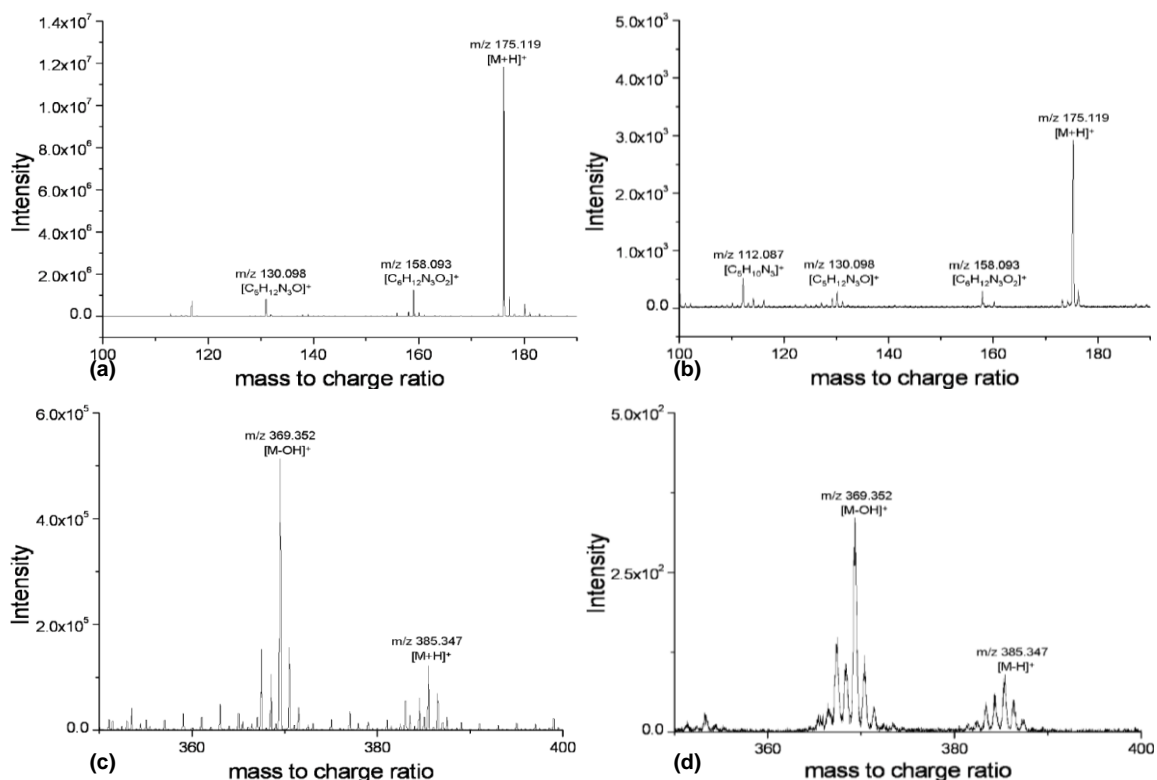 1.4x10⁷
1.2x10⁷
1.0x10⁷
8.0x10⁶
6.0x10⁶
4.0x10⁶
2.0x10⁶
0.0
Intensity
m/z 175.119
[M+H]⁺
m/z 130.098
[C₅H₁₂N₃O]⁺
m/z 158.093
[C₆H₁₂N₃O₂]⁺
100 120 140 160 180
(a) mass to charge ratio
5.0x10³
4.0x10³
3.0x10³
2.0x10³
1.0x10³
0.0
Intensity
m/z 175.119
[M+H]⁺
m/z 112.087
[C₅H₁₀N₃]⁺
m/z 130.098
[C₅H₁₂N₃O]⁺
m/z 158.093
[C₆H₁₂N₃O₂]⁺
100 120 140 160 180
(b) mass to charge ratio
6.0x10⁵
4.0x10⁵
2.0x10⁵
0.0
Intensity
m/z 369.352
[M-OH]⁺
m/z 385.347
[M+H]⁺
360 380 400
(c) mass to charge ratio
5.0x10²
2.5x10²
0.0
Intensity
m/z 369.352
[M-OH]⁺
m/z 385.347
[M-H]⁺
360 380 400
(d) mass to charge ratio